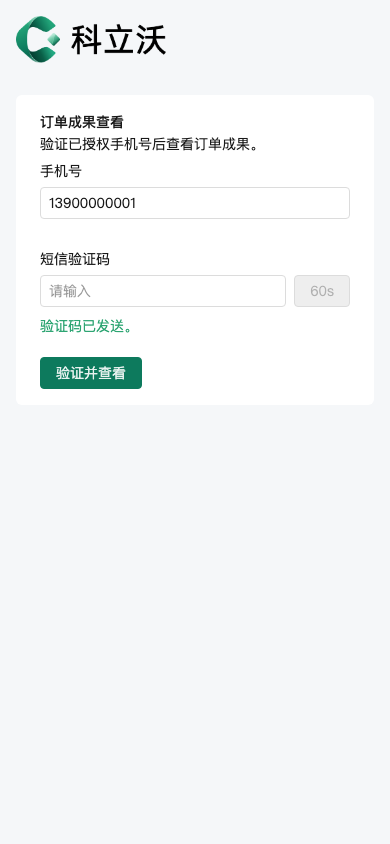 科立沃
订单成果查看
验证已授权手机号后查看订单成果。
手机号
13900000001
短信验证码
请输入
60s
验证码已发送。
验证并查看